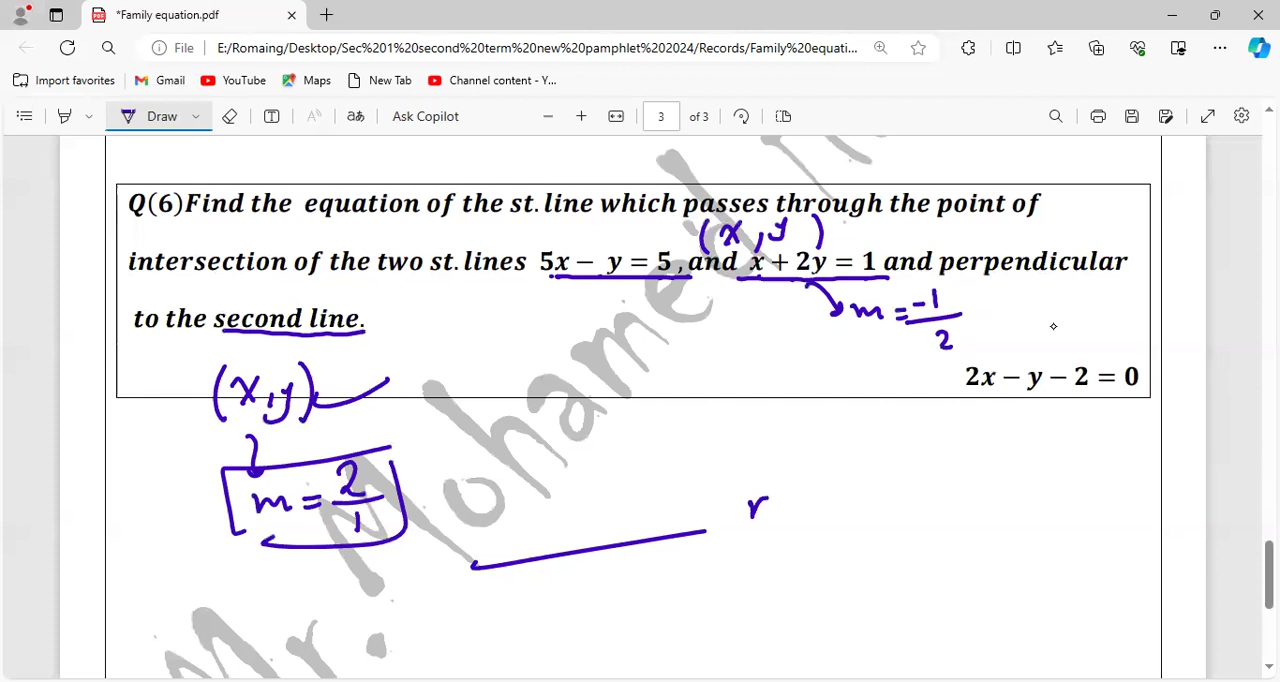 *Family equation.pdf
File E:/Romaing/Desktop/Sec%201%20second%20term%20new%20pamphlet%202024/Records/Family%20equati...
Import favorites Gmail YouTube Maps New Tab Channel content - Y...
Draw Ask Copilot 3 of 3
Q(6)Find the equation of the st. line which passes through the point of
(x, y)
intersection of the two st. lines 5x − y = 5 , and x + 2y = 1 and perpendicular
to the second line.
m = -1/2
2x − y − 2 = 0
(x, y)
m = 2/1
r
Mr. Mohamed